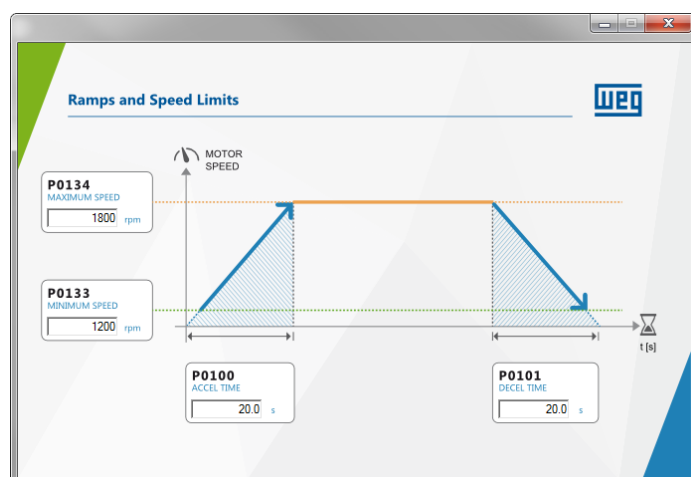 Ramps and Speed Limits
WEG
MOTOR
SPEED
P0134
MAXIMUM SPEED
1800 rpm
P0133
MINIMUM SPEED
1200 rpm
t [s]
P0100
ACCEL TIME
20.0 s
P0101
DECEL TIME
20.0 s